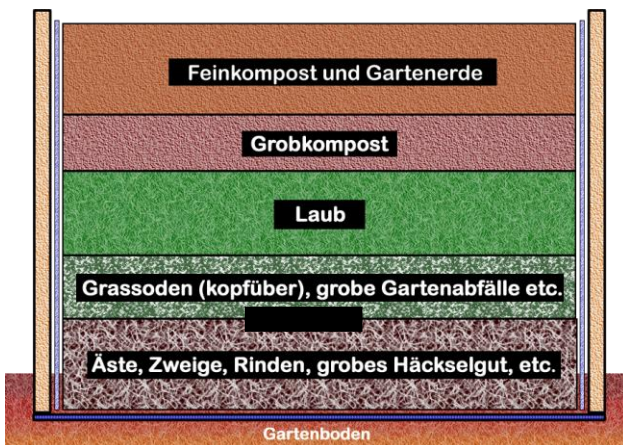 Feinkompost und Gartenerde
Grobkompost
Laub
Grassoden (kopfüber), grobe Gartenabfälle etc.
Äste, Zweige, Rinden, grobes Häckselgut, etc.
Gartenboden